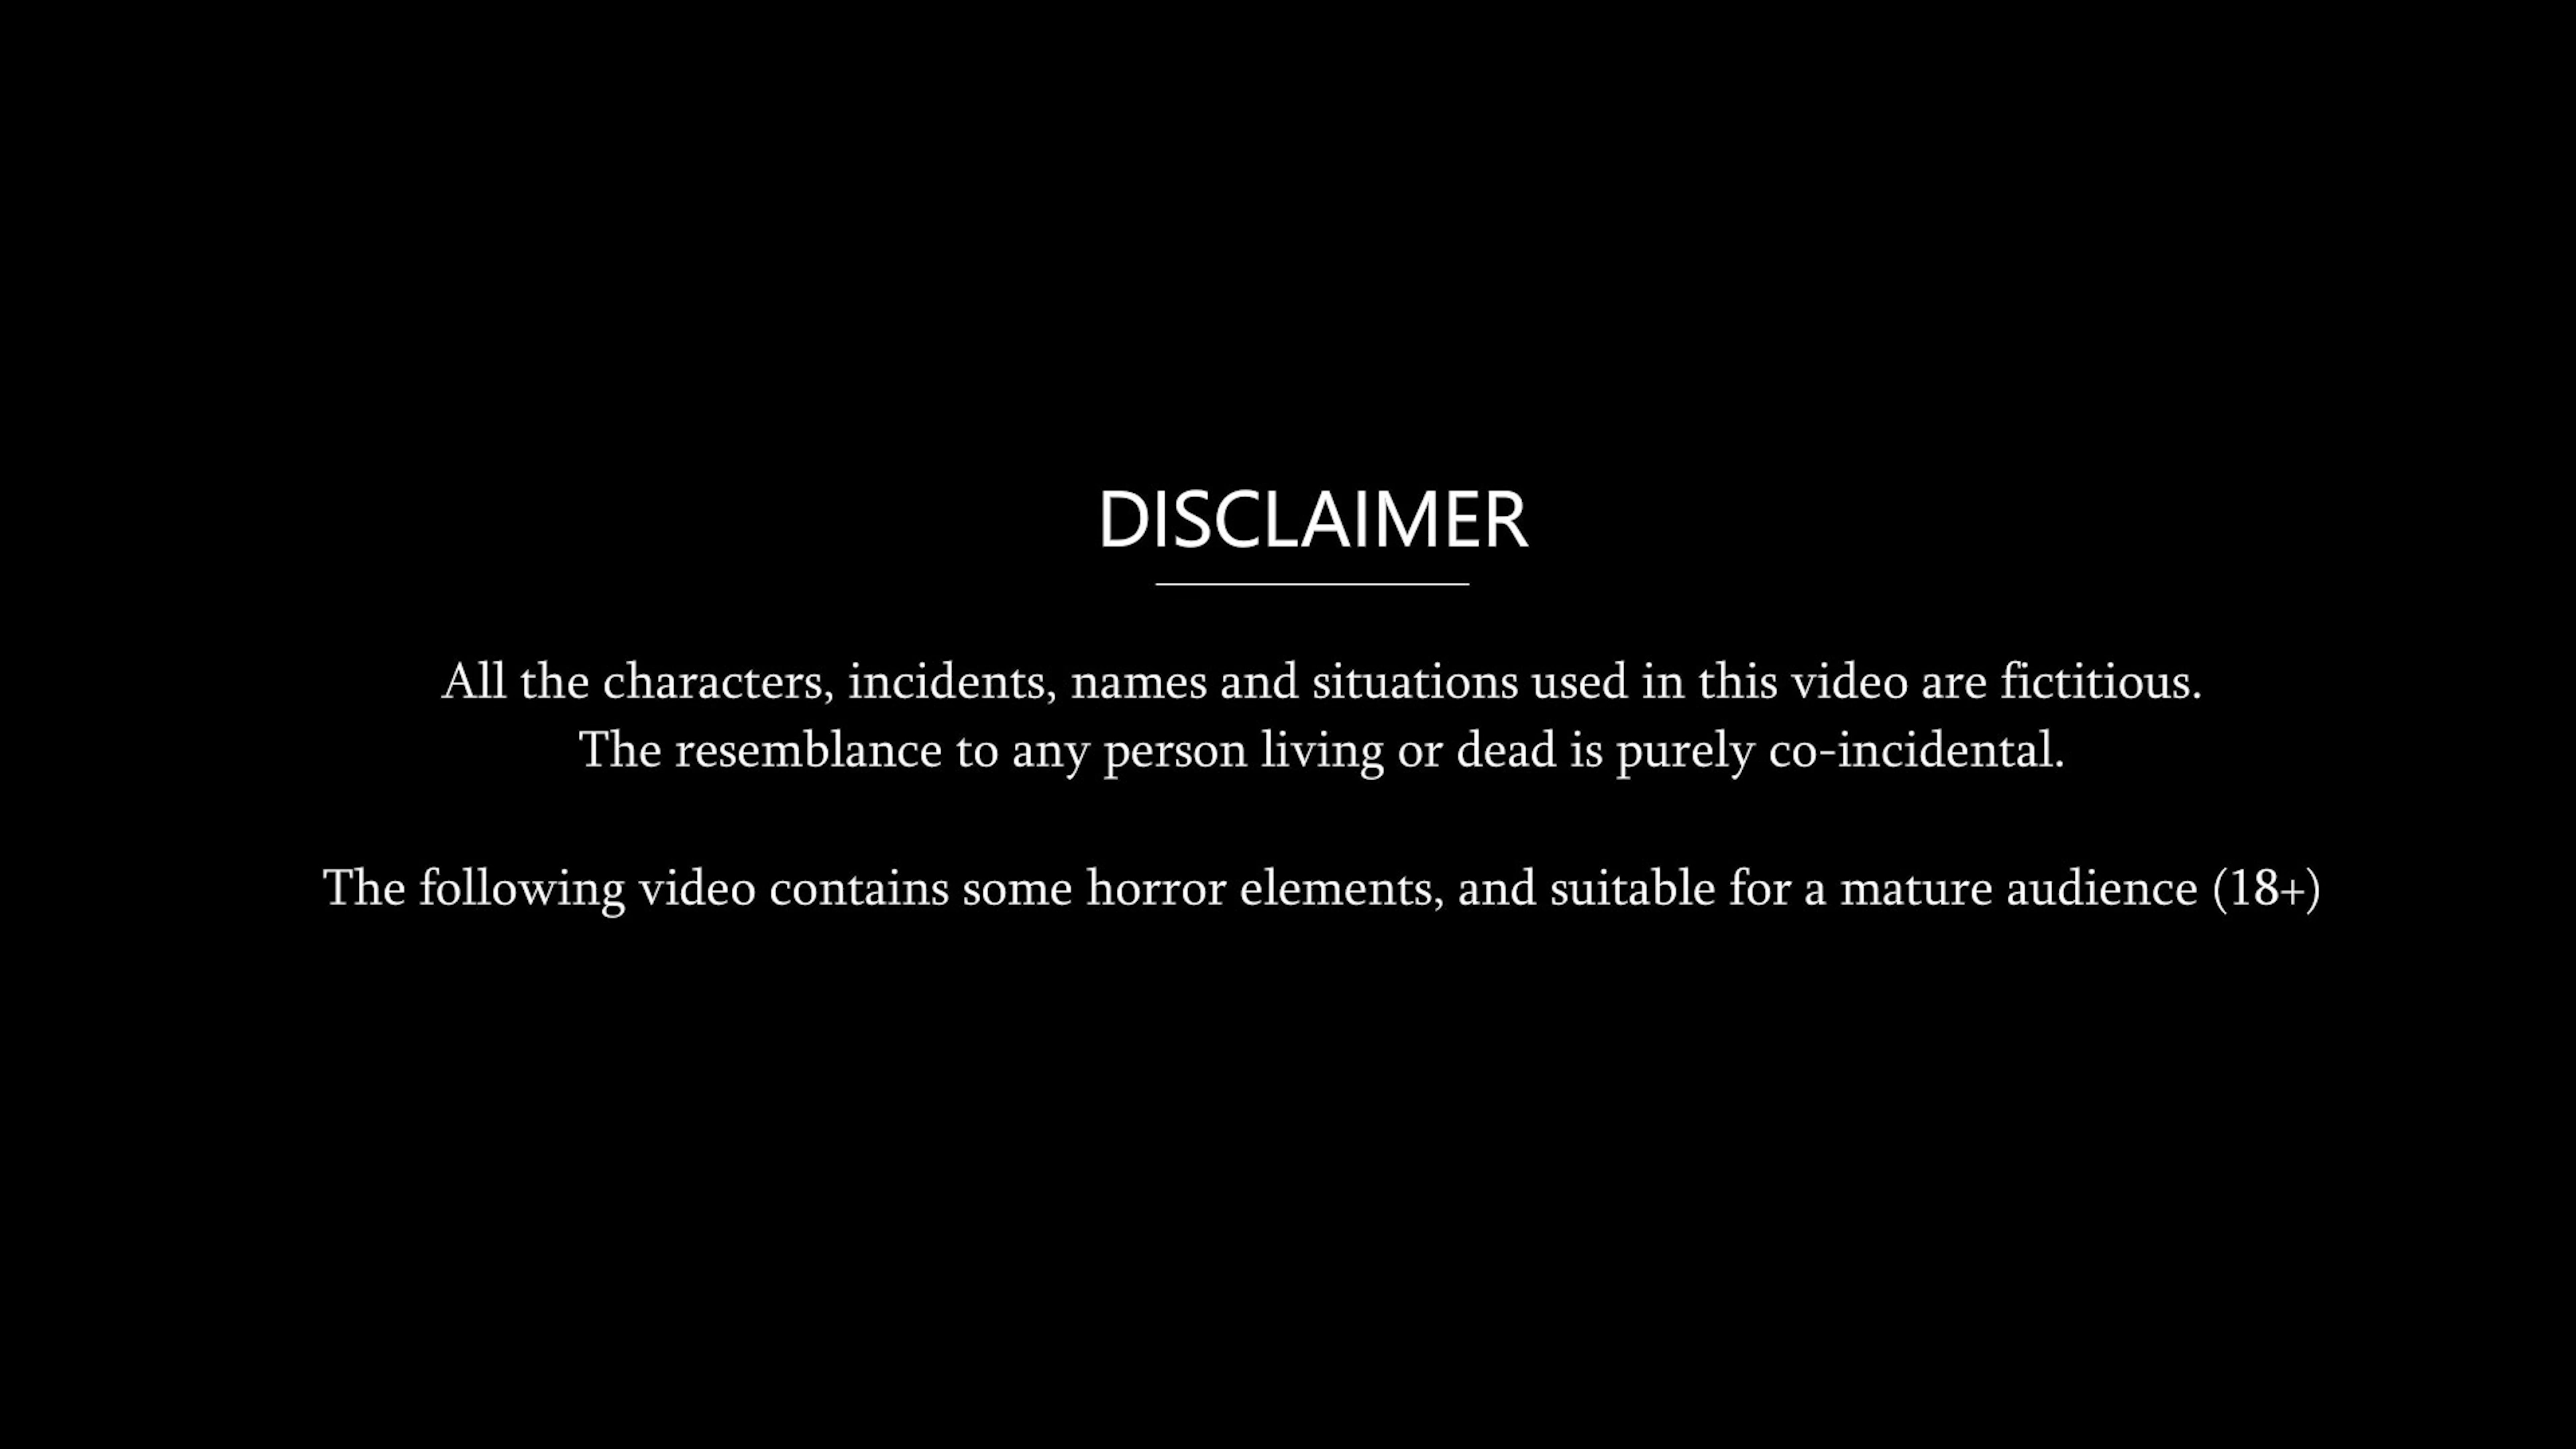 DISCLAIMER
All the characters, incidents, names and situations used in this video are fictitious.
The resemblance to any person living or dead is purely co-incidental.
The following video contains some horror elements, and suitable for a mature audience (18+)